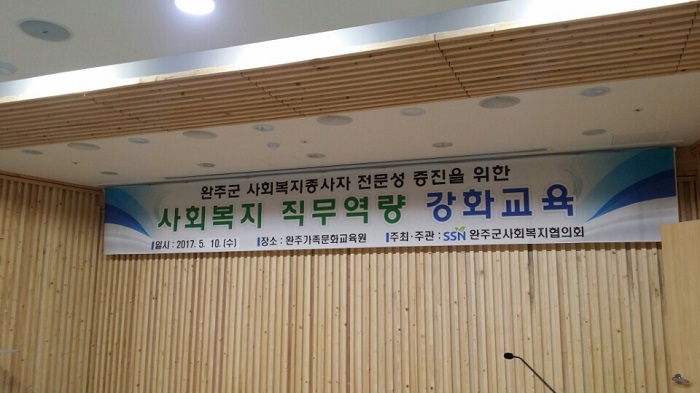 완주군 사회복지종사자 전문성 증진을 위한
사회복지 직무역량 강화교육
일시 : 2017. 5. 10. (수) 장소 : 완주가족문화교육원 주최·주관 : SSN 완주군사회복지협의회